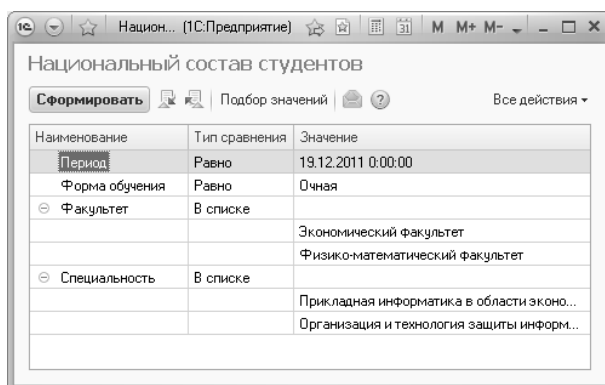 1С Национ... (1С:Предприятие) 31 M M+ M-
Национальный состав студентов
Сформировать Подбор значений ? Все действия
Наименование Тип сравнения Значение
Период Равно 19.12.2011 0:00:00
Форма обучения Равно Очная
Факультет В списке
Экономический факультет
Физико-математический факультет
Специальность В списке
Прикладная информатика в области эконо...
Организация и технология защиты информ...